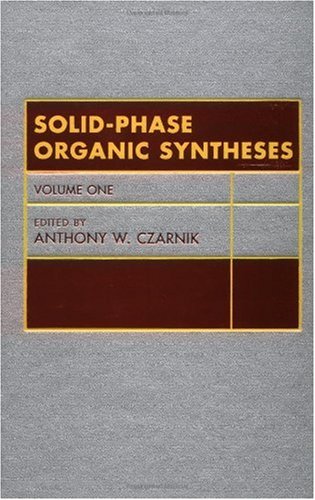 SOLID-PHASE
ORGANIC SYNTHESES
VOLUME ONE
EDITED BY
ANTHONY W. CZARNIK